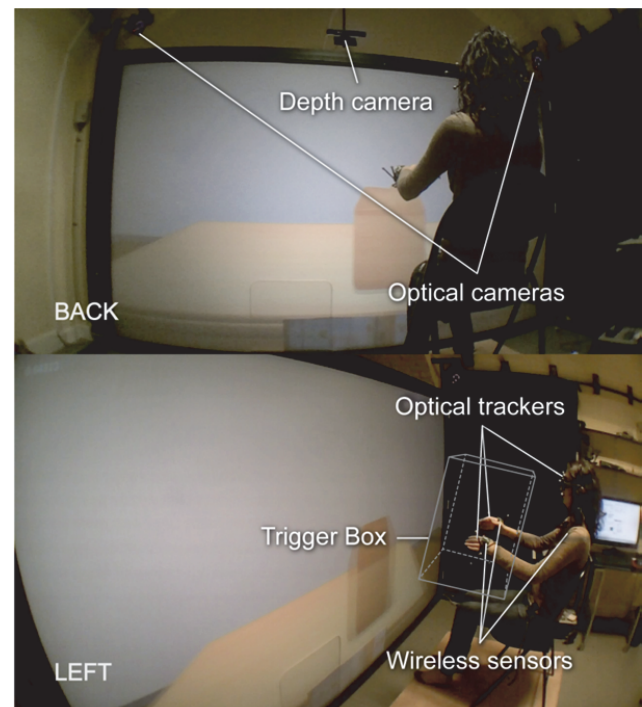 Depth camera
Optical cameras
BACK
Optical trackers
Trigger Box
Wireless sensors
LEFT